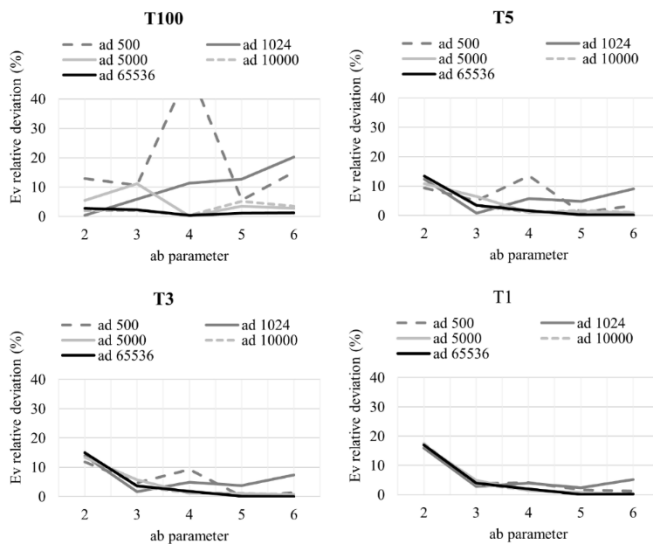 T100
ad 500
ad 1024
ad 5000
ad 10000
ad 65536
Ev relative deviation (%)
40
30
20
10
0
2 3 4 5 6
ab parameter
T5
ad 500
ad 1024
ad 5000
ad 10000
ad 65536
Ev relative deviation (%)
40
30
20
10
0
2 3 4 5 6
ab parameter
T3
ad 500
ad 1024
ad 5000
ad 10000
ad 65536
Ev relative deviation (%)
40
30
20
10
0
2 3 4 5 6
ab parameter
T1
ad 500
ad 1024
ad 5000
ad 10000
ad 65536
Ev relative deviation (%)
40
30
20
10
0
2 3 4 5 6
ab parameter